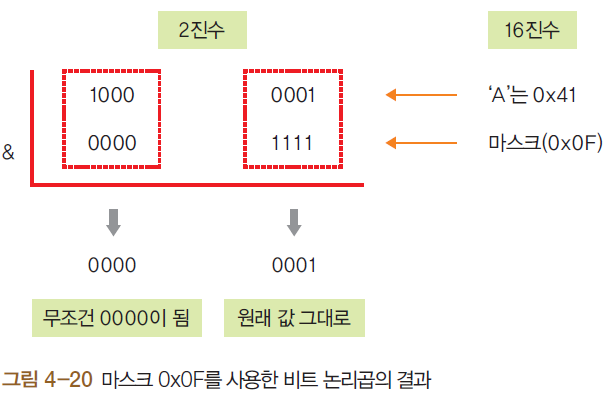 2진수 16진수
1000 0001 ‘A’는 0x41
& 0000 1111 마스크(0x0F)
0000 0001
무조건 0000이 됨 원래 값 그대로
그림 4-20 마스크 0x0F를 사용한 비트 논리곱의 결과